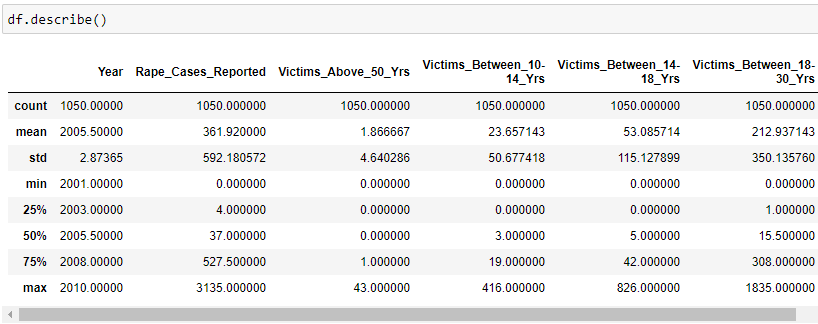 df.describe()
Year Rape_Cases_Reported Victims_Above_50_Yrs Victims_Between_10-14_Yrs Victims_Between_14-18_Yrs Victims_Between_18-30_Yrs
count 1050.00000 1050.000000 1050.000000 1050.000000 1050.000000 1050.000000
mean 2005.50000 361.920000 1.866667 23.657143 53.085714 212.937143
std 2.87365 592.180572 4.640286 50.677418 115.127899 350.135760
min 2001.00000 0.000000 0.000000 0.000000 0.000000 0.000000
25% 2003.00000 4.000000 0.000000 0.000000 0.000000 1.000000
50% 2005.50000 37.000000 0.000000 3.000000 5.000000 15.500000
75% 2008.00000 527.500000 1.000000 19.000000 42.000000 308.000000
max 2010.00000 3135.000000 43.000000 416.000000 826.000000 1835.000000